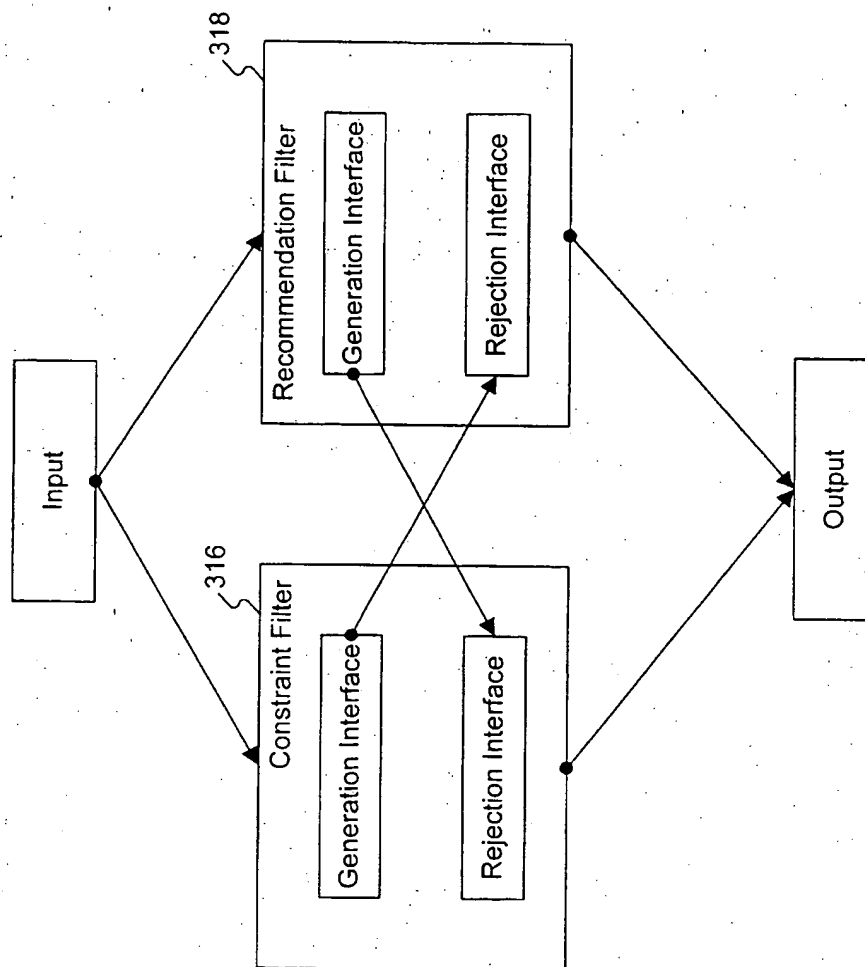 Input
316
Constraint Filter
Generation Interface
Rejection Interface
318
Recommendation Filter
Generation Interface
Rejection Interface
Output